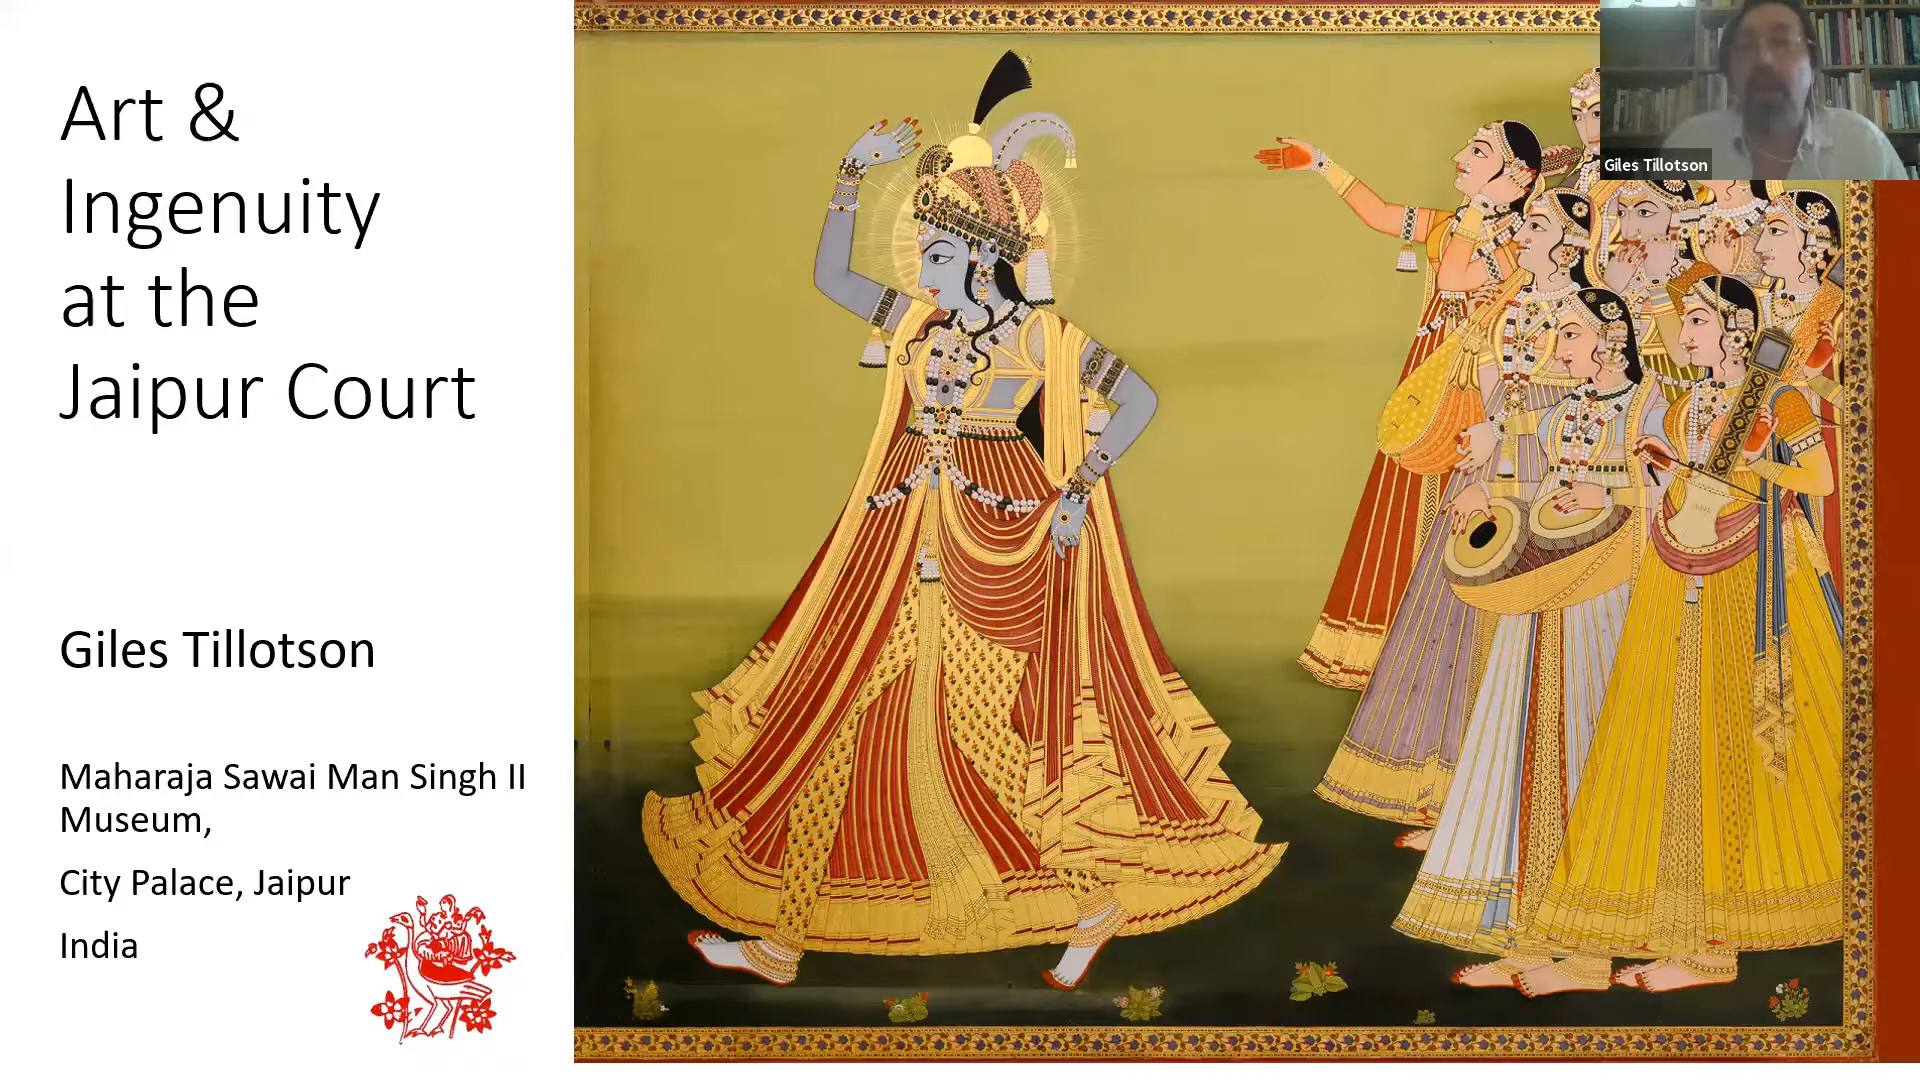 Art &
Ingenuity
at the
Jaipur Court
Giles Tillotson
Maharaja Sawai Man Singh II
Museum,
City Palace, Jaipur
India
Giles Tillotson